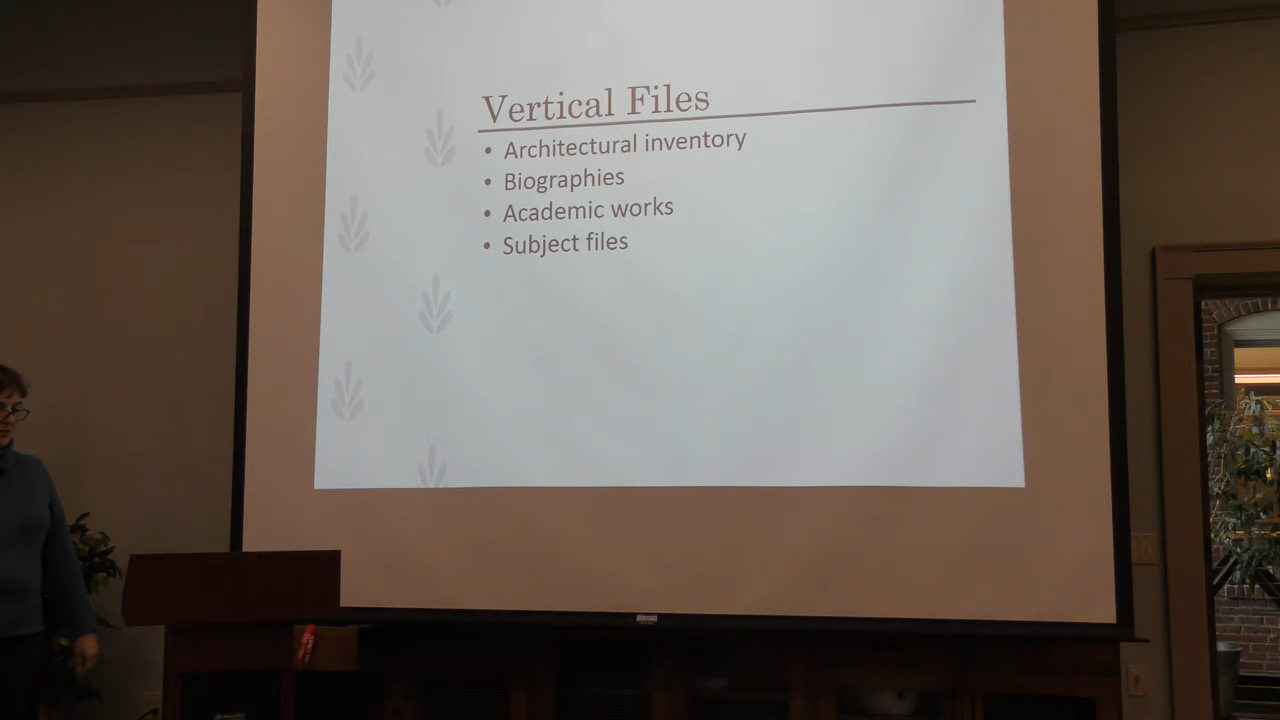 Vertical Files
• Architectural inventory
• Biographies
• Academic works
• Subject files